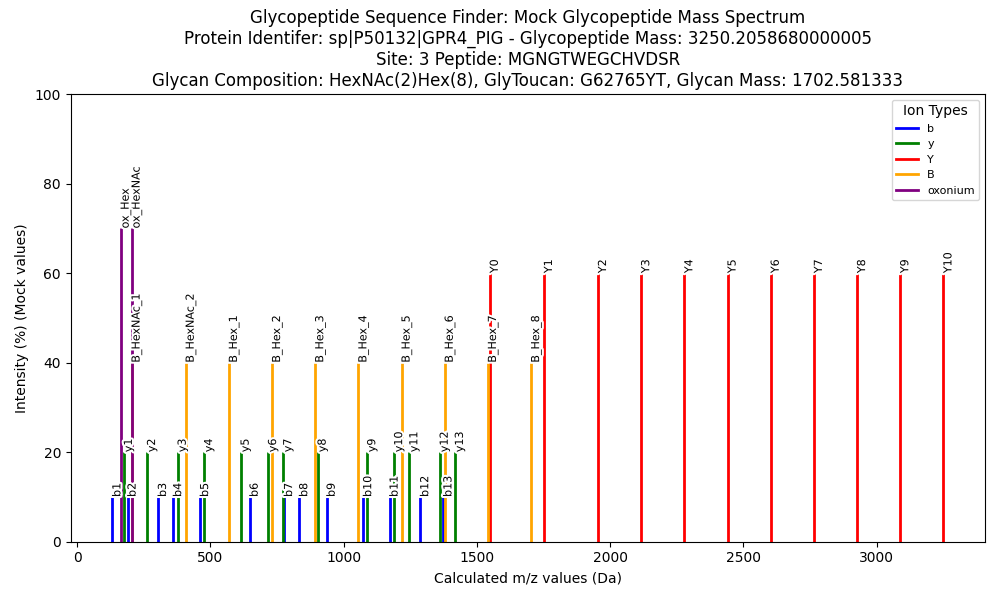 Glycopeptide Sequence Finder: Mock Glycopeptide Mass Spectrum
Protein Identifer: sp|P50132|GPR4_PIG - Glycopeptide Mass: 3250.2058680000005
Site: 3 Peptide: MGNGTWEGCHVDSR
Glycan Composition: HexNAc(2)Hex(8), GlyToucan: G62765YT, Glycan Mass: 1702.581333
Intensity (%) (Mock values)
100
80
60
40
20
0
Ion Types
b
y
Y
B
oxonium
ox_Hex
ox_HexNAc
Y0
Y1
Y2
Y3
Y4
Y5
Y6
Y7
Y8
Y9
Y10
B_HexNAc_1
B_HexNAc_2
B_Hex_1
B_Hex_2
B_Hex_3
B_Hex_4
B_Hex_5
B_Hex_6
B_Hex_7
B_Hex_8
y1
y2
y3
y4
y5
y6
y7
y8
y9
y10
y11
y12
y13
b1
b2
b3
b4
b5
b6
b7
b8
b9
b10
b11
b12
b13
0
500
1000
1500
2000
2500
3000
Calculated m/z values (Da)